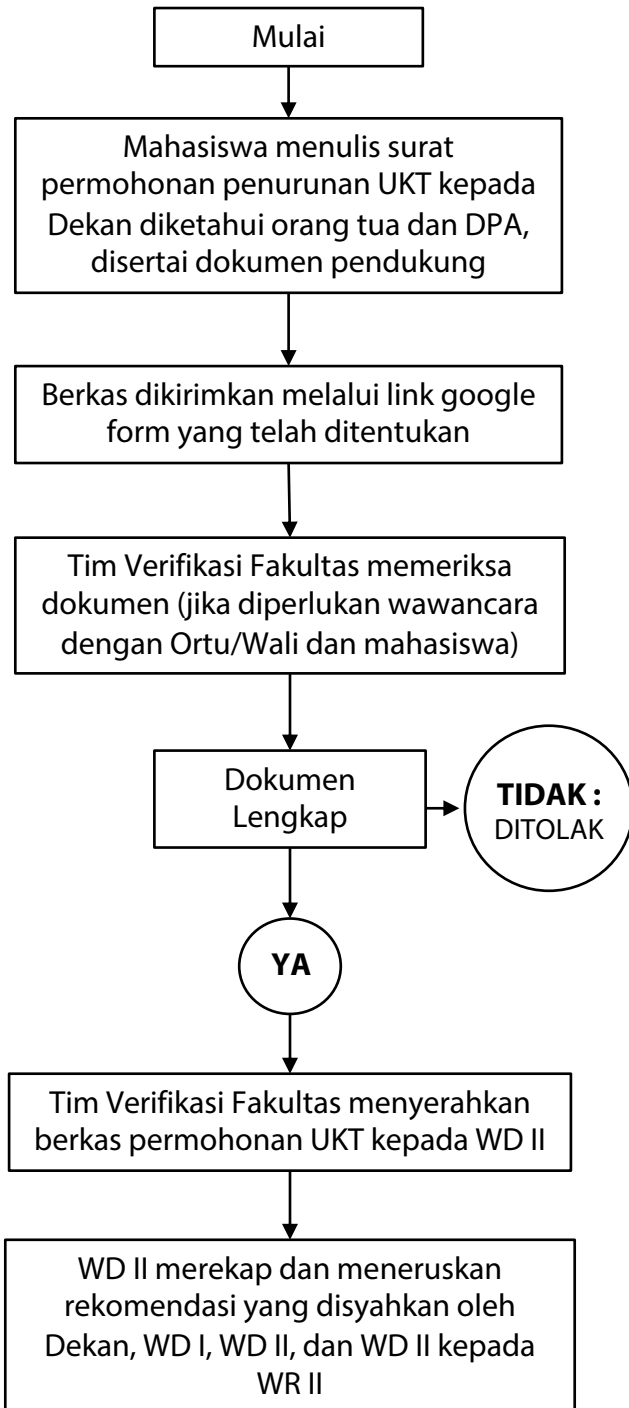 Mulai
Mahasiswa menulis surat
permohonan penurunan UKT kepada
Dekan diketahui orang tua dan DPA,
disertai dokumen pendukung
Berkas dikirimkan melalui link google
form yang telah ditentukan
Tim Verifikasi Fakultas memeriksa
dokumen (jika diperlukan wawancara
dengan Ortu/Wali dan mahasiswa)
Dokumen
Lengkap
TIDAK :
DITOLAK
YA
Tim Verifikasi Fakultas menyerahkan
berkas permohonan UKT kepada WD II
WD II merekap dan meneruskan
rekomendasi yang disyahkan oleh
Dekan, WD I, WD II, dan WD II kepada
WR II